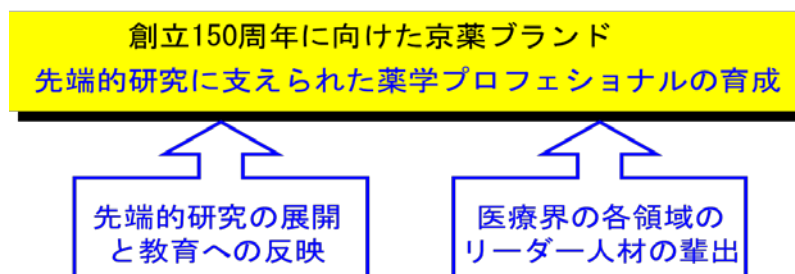 創立150周年に向けた京薬ブランド
先端的研究に支えられた薬学プロフェショナルの育成
先端的研究の展開
と教育への反映
医療界の各領域の
リーダー人材の輩出